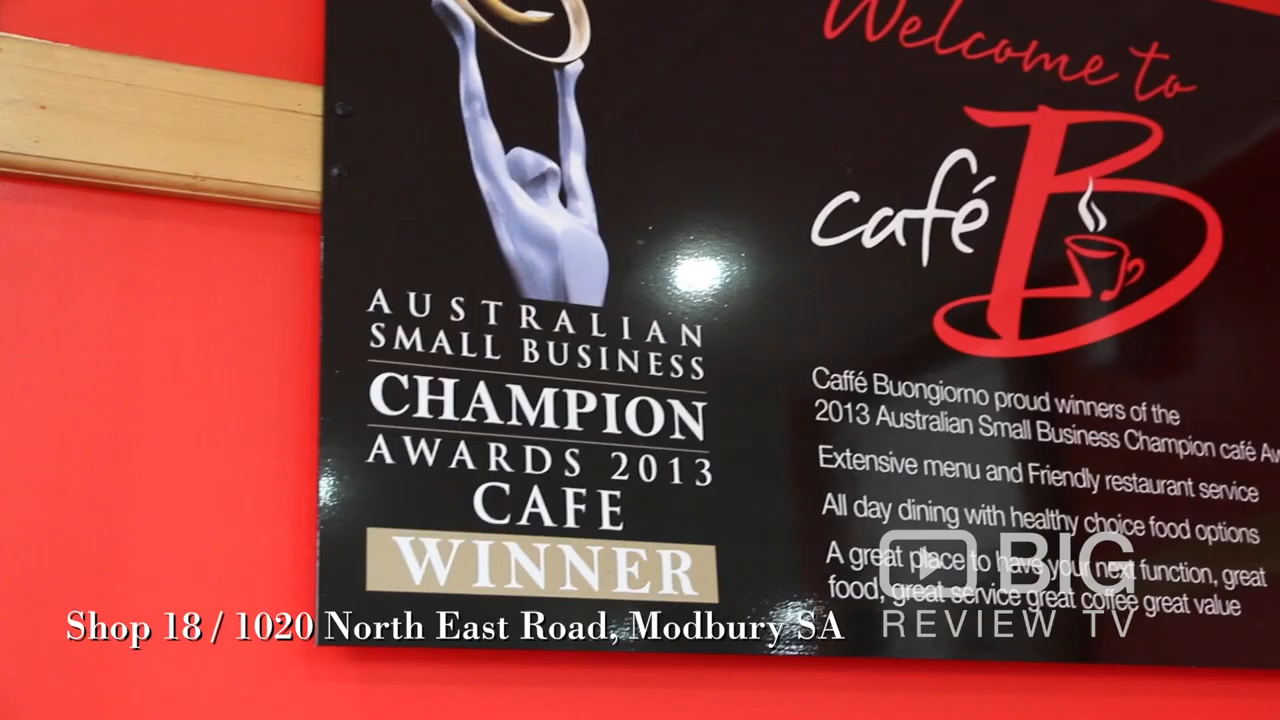 AUSTRALIAN
SMALL BUSINESS
CHAMPION
AWARDS 2013
CAFE
WINNER
Welcome to
café B
Caffé Buongiorno proud winners of the
2013 Australian Small Business Champion café
Extensive menu and Friendly restaurant service
All day dining with healthy choice food options
A great place to have your next function, great
food, great service great coffee great value
Shop 18 / 1020 North East Road, Modbury SA
BIG
REVIEW TV